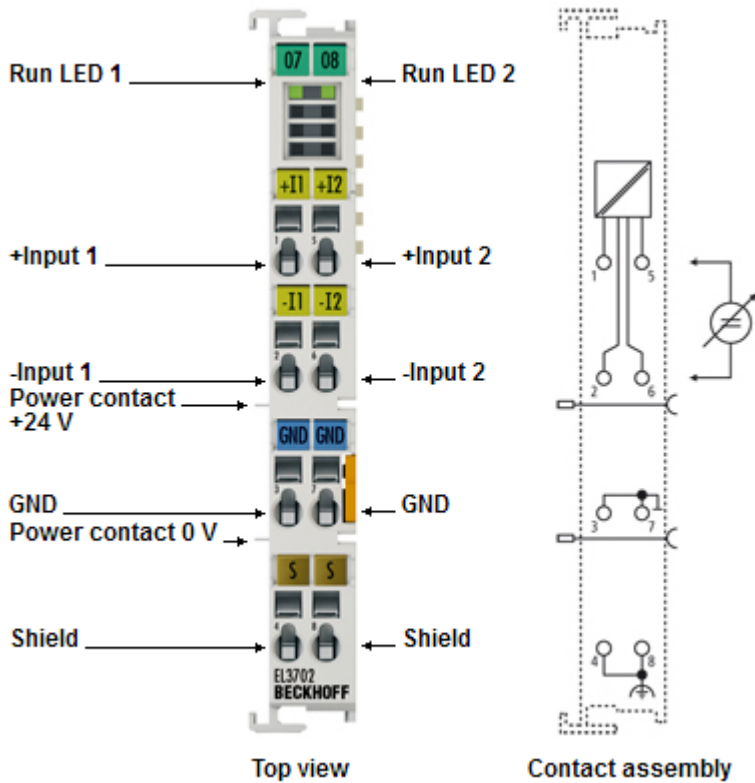 07 08
Run LED 1
Run LED 2
+I1 +I2
1 5
+Input 1
+Input 2
1 5
-I1 -I2
2 6
-Input 1
-Input 2
2 6
Power contact
+24 V
GND GND
3 7
GND
GND
3 7
Power contact 0 V
S S
4 8
Shield
Shield
4 8
EL3702
BECKHOFF
Top view
Contact assembly